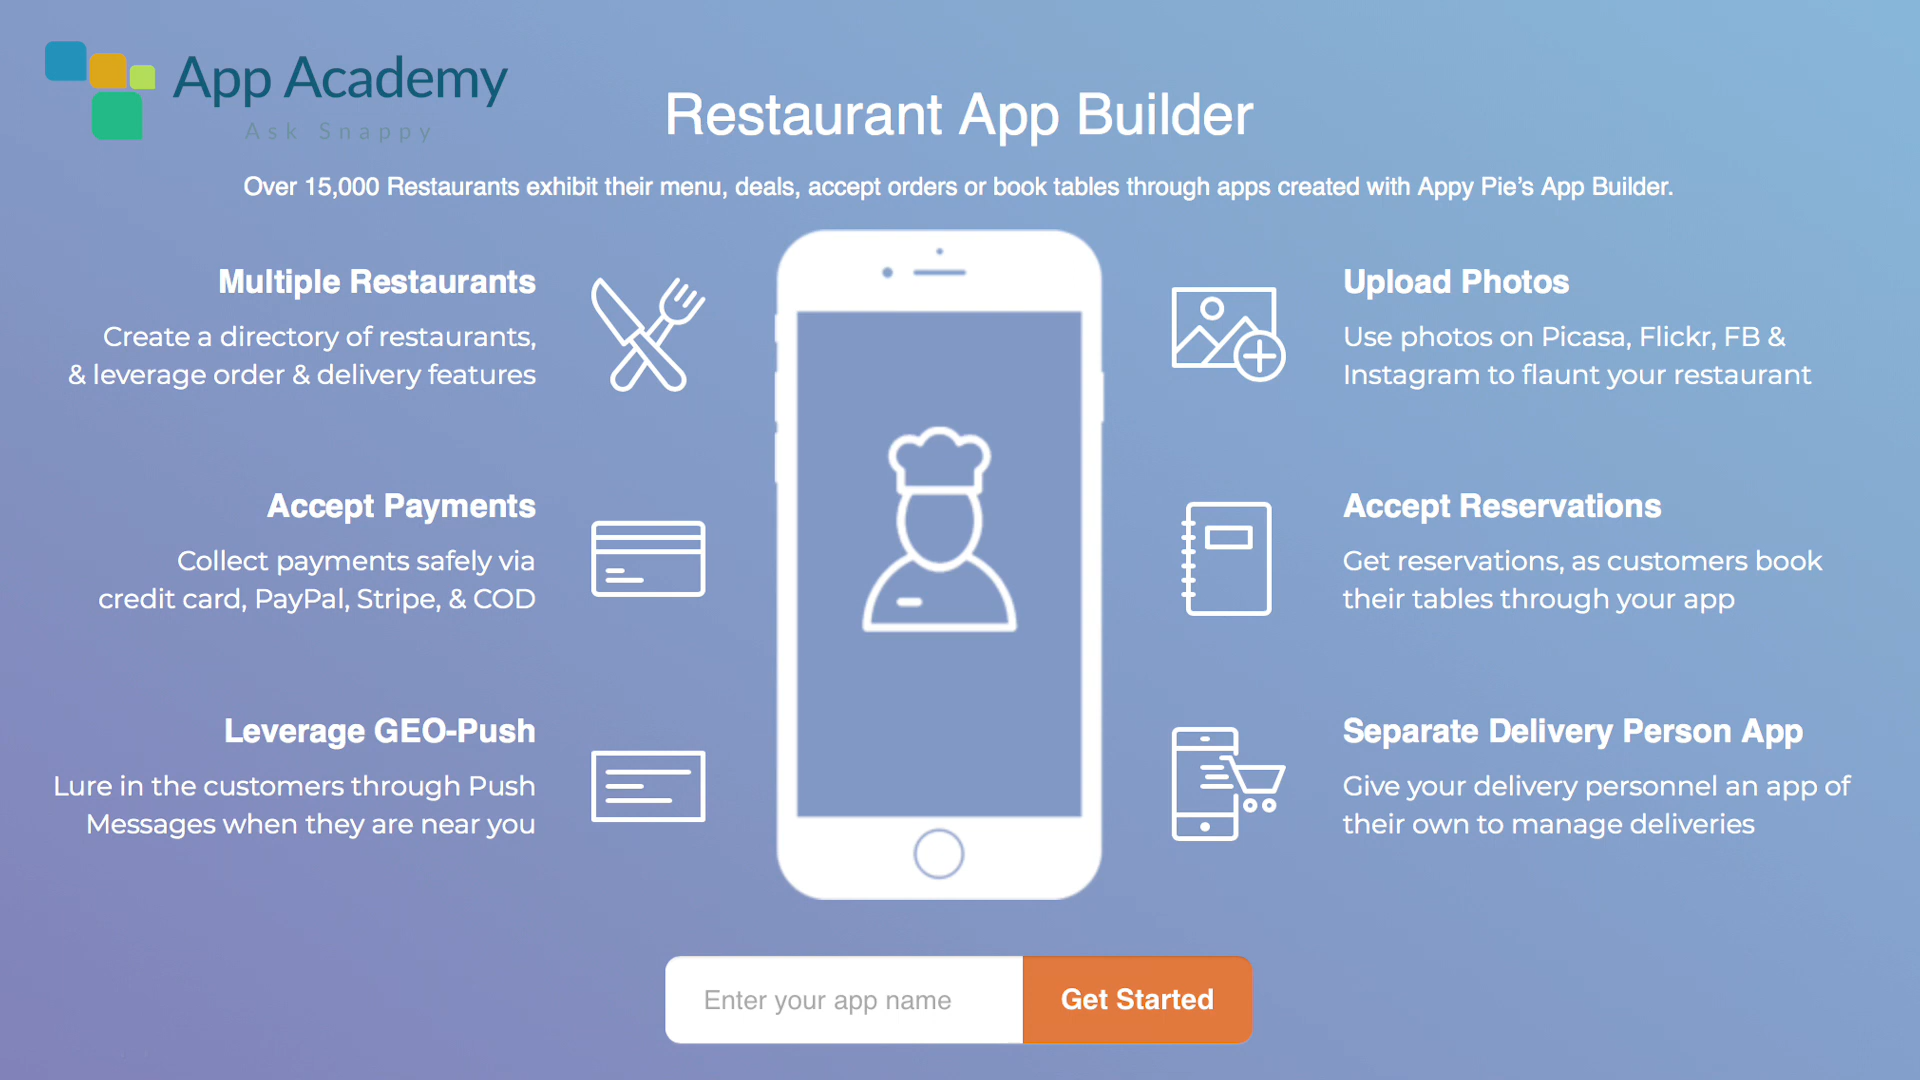 App Academy
Ask Snappy
Restaurant App Builder
Over 15,000 Restaurants exhibit their menu, deals, accept orders or book tables through apps created with Appy Pie’s App Builder.
Multiple Restaurants
Create a directory of restaurants,
& leverage order & delivery features
Accept Payments
Collect payments safely via
credit card, PayPal, Stripe, & COD
Leverage GEO-Push
Lure in the customers through Push
Messages when they are near you
Upload Photos
Use photos on Picasa, Flickr, FB &
Instagram to flaunt your restaurant
Accept Reservations
Get reservations, as customers book
their tables through your app
Separate Delivery Person App
Give your delivery personnel an app of
their own to manage deliveries
Enter your app name
Get Started